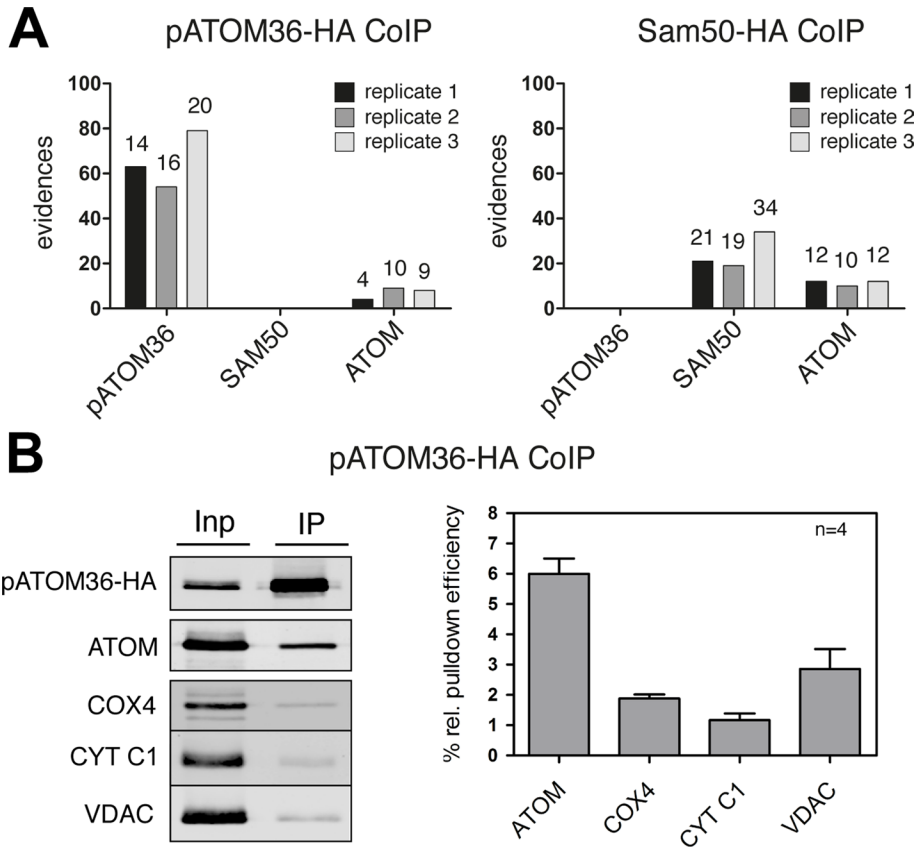 A
pATOM36-HA CoIP
evidences
100
80
60
40
20
0
14
16
20
4
10
9
replicate 1
replicate 2
replicate 3
pATOM36
SAM50
ATOM
Sam50-HA CoIP
evidences
100
80
60
40
20
0
21
19
34
12
10
12
replicate 1
replicate 2
replicate 3
pATOM36
SAM50
ATOM
B
pATOM36-HA CoIP
Inp IP
pATOM36-HA
ATOM
COX4
CYT C1
VDAC
% rel. pulldown efficiency
8
7
6
5
4
3
2
1
0
n=4
ATOM
COX4
CYT C1
VDAC